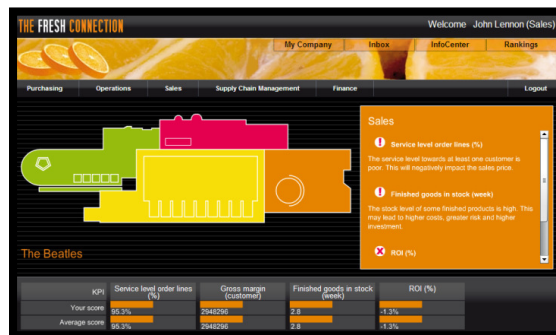 THE FRESH CONNECTION
Welcome John Lennon (Sales)
My Company Inbox InfoCenter Rankings
Purchasing Operations Sales Supply Chain Management Finance Logout
Sales
Service level order lines (%)
The service level towards at least one customer is
poor. This will negatively impact the sales price.
Finished goods in stock (week)
The stock level of some finished products is high. This
may lead to higher costs, greater risk and higher
investment.
ROI (%)
The Beatles
KPI Service level order lines (%) Gross margin (customer) Finished goods in stock (week) ROI (%)
Your score 95.3% 2948296 2.8 -1.3%
Average score 95.3% 2948296 2.8 -1.3%